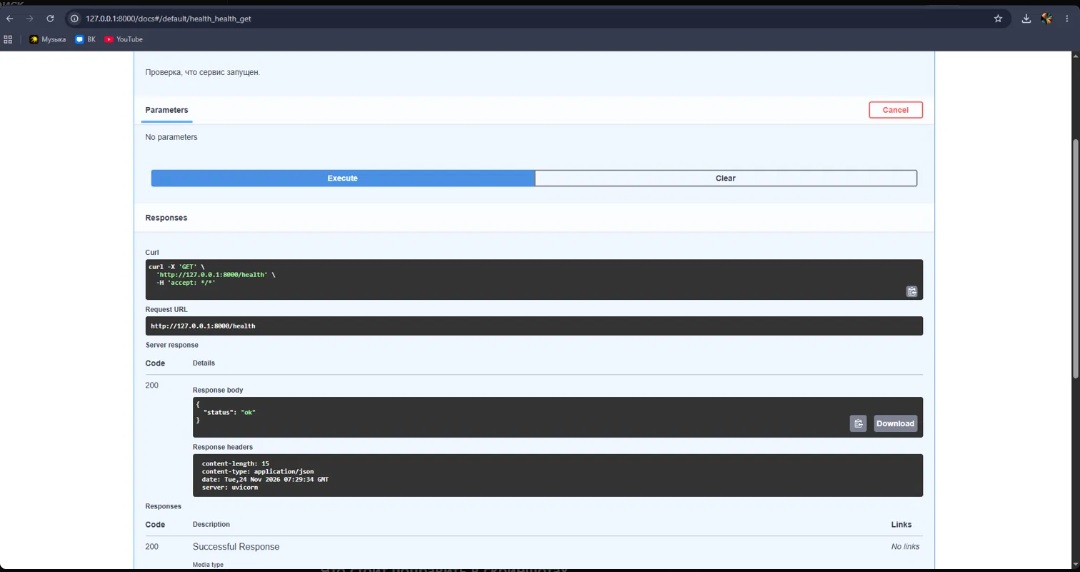 127.0.0.1:8000/docs#/default/health_health_get
Музыка ВК YouTube
Проверка, что сервис запущен.
Parameters
Cancel
No parameters
Execute
Clear
Responses
Curl
curl -X 'GET' \
'http://127.0.0.1:8000/health' \
-H 'accept: */*'
Request URL
http://127.0.0.1:8000/health
Server response
Code Details
200
Response body
{
"status": "ok"
}
Download
Response headers
content-length: 15
content-type: application/json
date: Tue,24 Nov 2026 07:29:34 GMT
server: uvicorn
Responses
Code Description Links
200 Successful Response No links
Media type